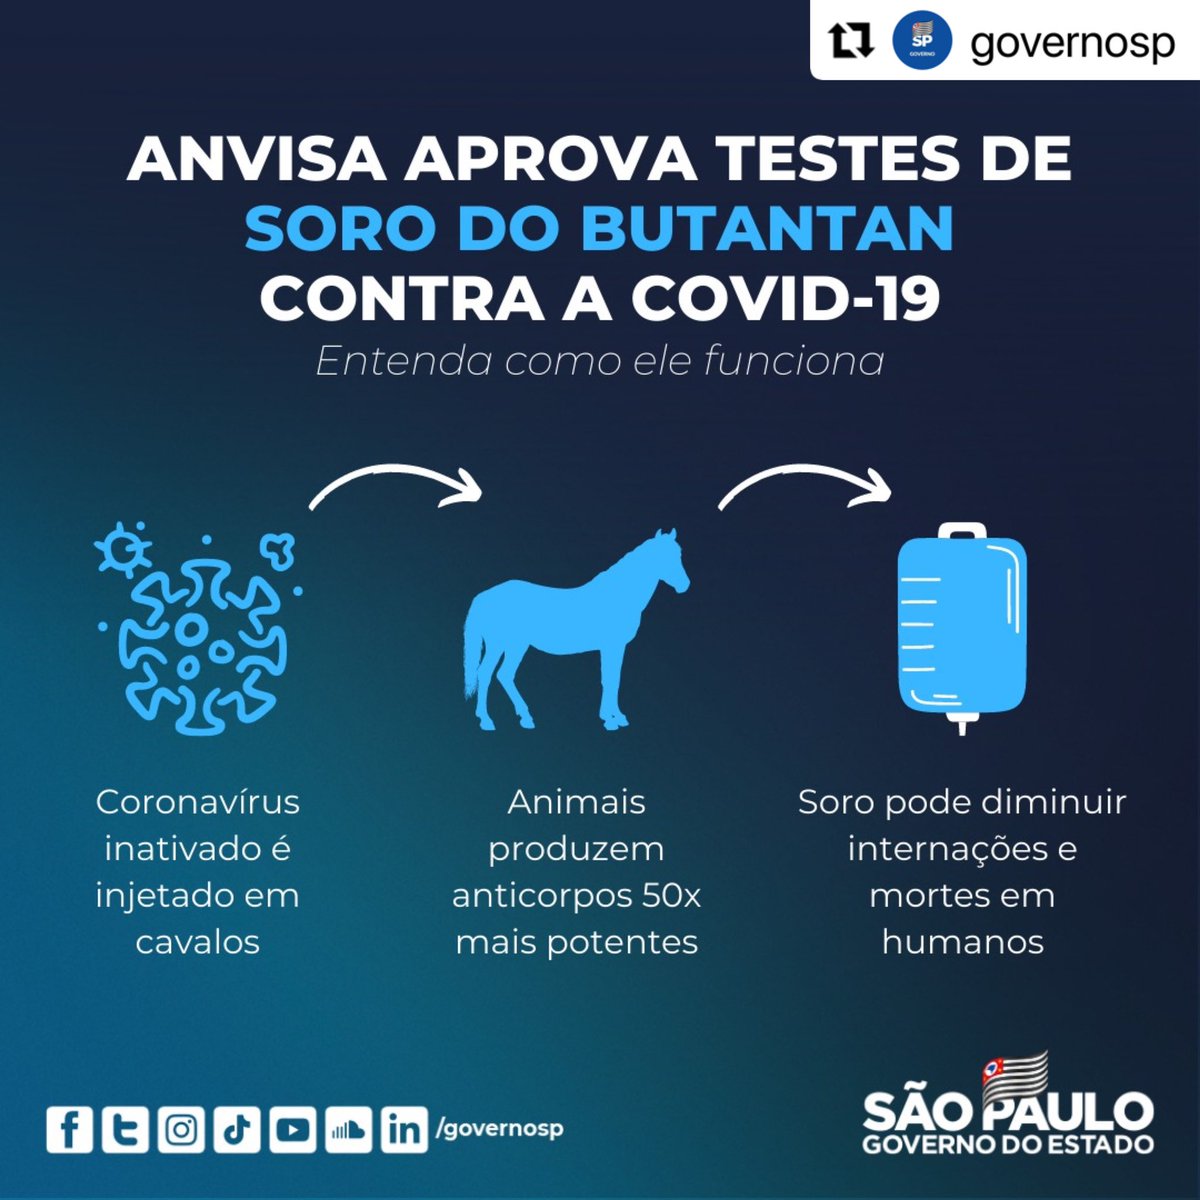 governosp
SP
GOVERNO
ANVISA APROVA TESTES DE
SORO DO BUTANTAN
CONTRA A COVID-19
Entenda como ele funciona
Coronavírus
inativado é
injetado em
cavalos
Animais
produzem
anticorpos 50x
mais potentes
Soro pode diminuir
internações e
mortes em
humanos
/governosp
SÃO PAULO
GOVERNO DO ESTADO